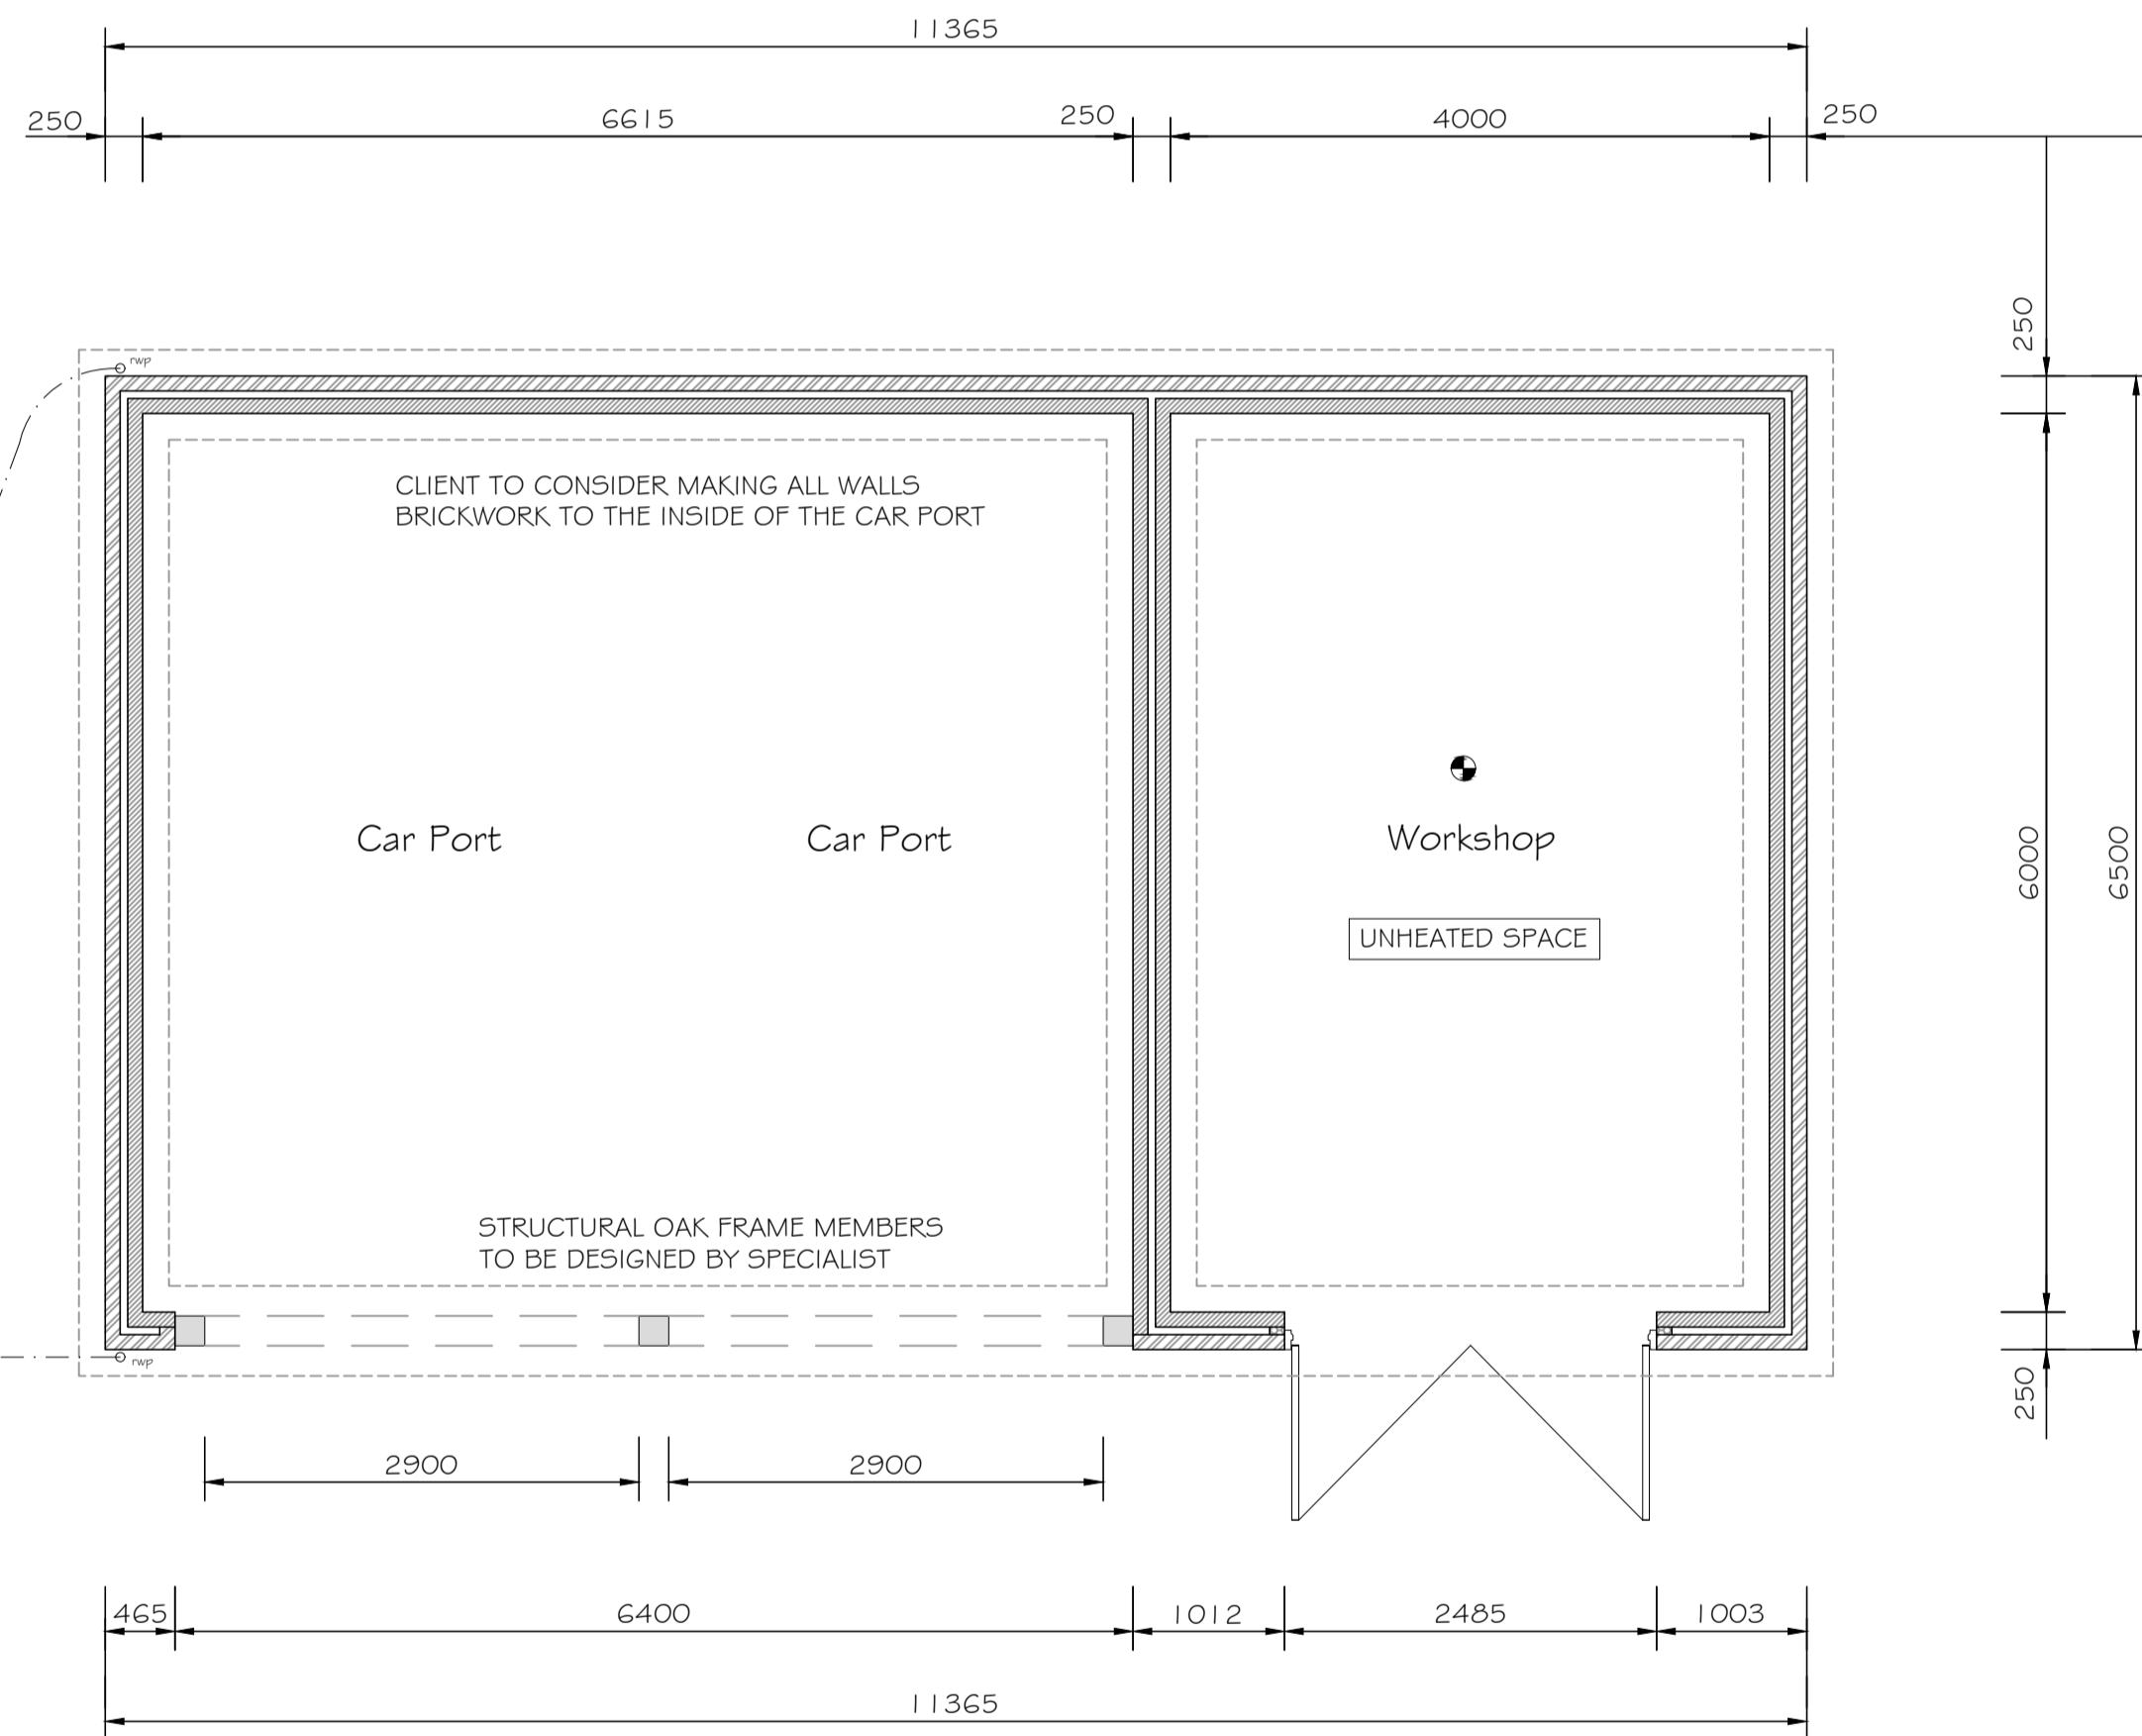 11365
250
6615
250
4000
250
250
rwp
CLIENT TO CONSIDER MAKING ALL WALLS
BRICKWORK TO THE INSIDE OF THE CAR PORT
Car Port
Car Port
Workshop
6000
6500
UNHEATED SPACE
STRUCTURAL OAK FRAME MEMBERS
TO BE DESIGNED BY SPECIALIST
rwp
250
2900
2900
465
6400
1012
2485
1003
11365